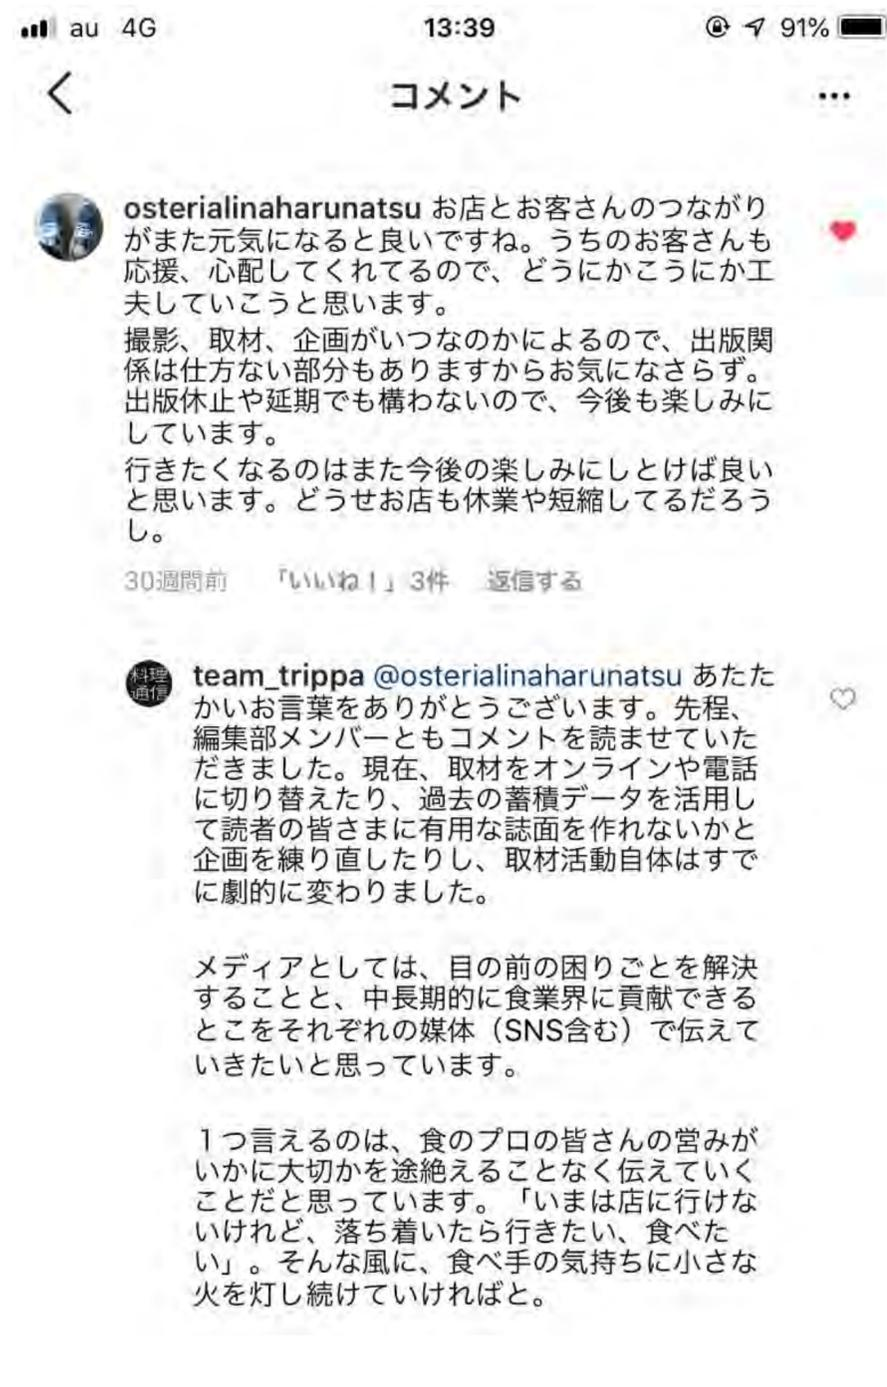 au 4G 13:39 91%
コメント
osterialinaharunatsu お店とお客さんのつながり
がまた元気になると良いですね。うちのお客さんも
応援、心配してくれてるので、どうにかこうにか工
夫していこうと思います。
撮影、取材、企画がいつなのかによるので、出版関
係は仕方ない部分もありますからお気になさらず。
出版休止や延期でも構わないので、今後も楽しみに
しています。
行きたくなるのはまた今後の楽しみにしとけば良い
と思います。どうせお店も休業や短縮してるだろう
し。
30週間前 「いいね！」3件 返信する
料理
通信
team_trippa @osterialinaharunatsu あたた
かいお言葉をありがとうございます。先程、
編集部メンバーともコメントを読ませていた
だきました。現在、取材をオンラインや電話
に切り替えたり、過去の蓄積データを活用し
て読者の皆さまに有用な誌面を作れないかと
企画を練り直したりし、取材活動自体はすで
に劇的に変わりました。
メディアとしては、目の前の困りごとを解決
することと、中長期的に食業界に貢献できる
とこをそれぞれの媒体（SNS含む）で伝えて
いきたいと思っています。
１つ言えるのは、食のプロの皆さんの営みが
いかに大切かを途絶えることなく伝えていく
ことだと思っています。「いまは店に行けな
いけれど、落ち着いたら行きたい、食べた
い」。そんな風に、食べ手の気持ちに小さな
火を灯し続けていければと。